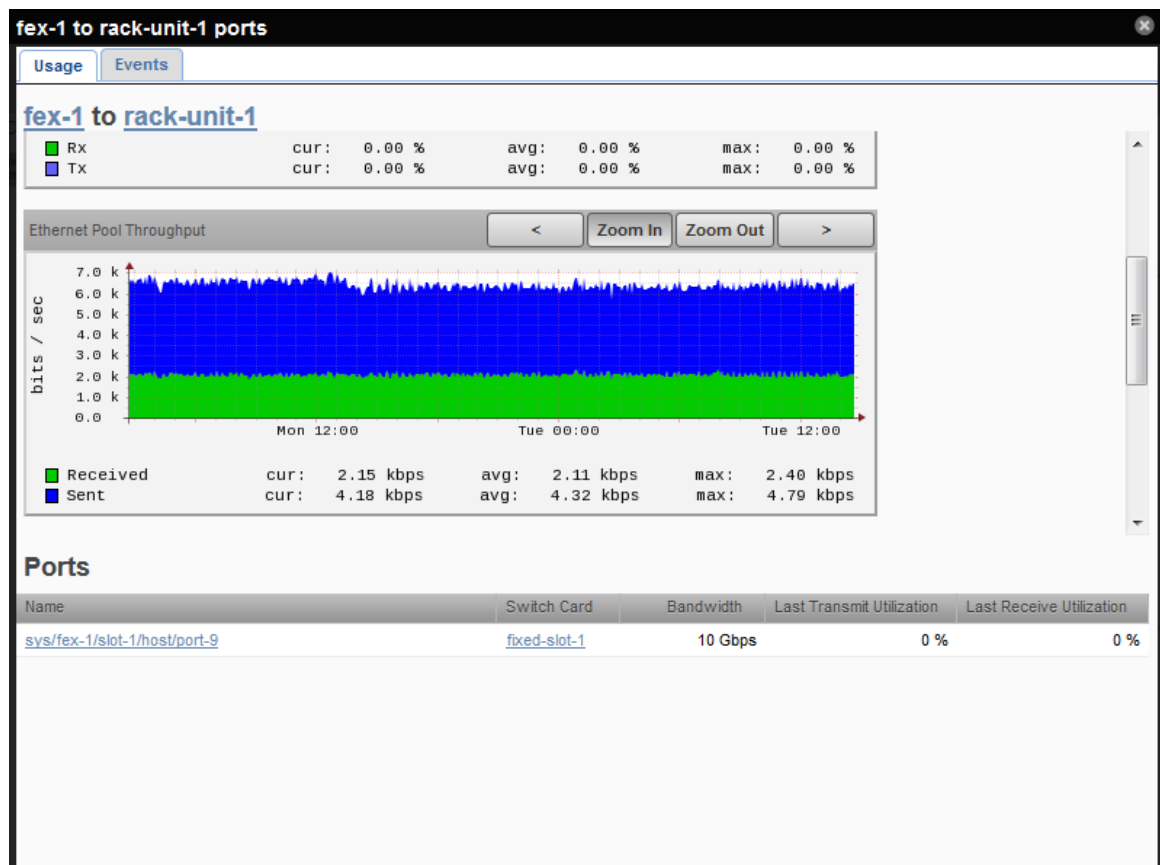 fex-1 to rack-unit-1 ports
Usage Events
fex-1 to rack-unit-1
Rx cur: 0.00 % avg: 0.00 % max: 0.00 %
Tx cur: 0.00 % avg: 0.00 % max: 0.00 %
Ethernet Pool Throughput < Zoom In Zoom Out >
bits / sec
7.0 k
6.0 k
5.0 k
4.0 k
3.0 k
2.0 k
1.0 k
0.0
Mon 12:00 Tue 00:00 Tue 12:00
Received cur: 2.15 kbps avg: 2.11 kbps max: 2.40 kbps
Sent cur: 4.18 kbps avg: 4.32 kbps max: 4.79 kbps
Ports
Name Switch Card Bandwidth Last Transmit Utilization Last Receive Utilization
sys/fex-1/slot-1/host/port-9 fixed-slot-1 10 Gbps 0 % 0 %